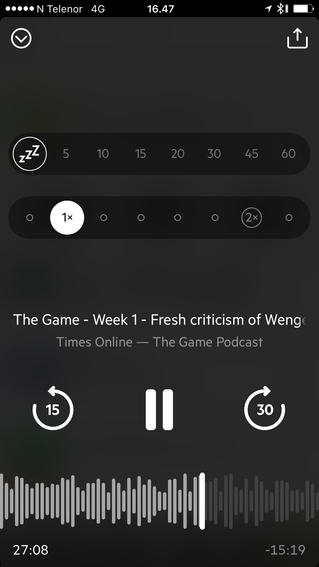 N Telenor 4G 16.47
zzZ 5 10 15 20 30 45 60
1× 2×
The Game - Week 1 - Fresh criticism of Weng
Times Online — The Game Podcast
15 30
27:08 -15:19